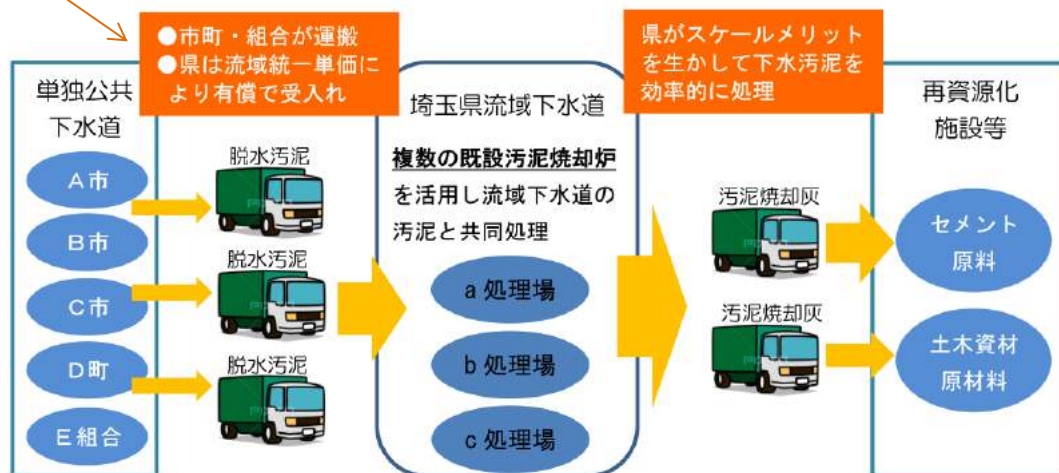 ●市町・組合が運搬
●県は流域統一単価に
より有償で受入れ
県がスケールメリット
を生かして下水汚泥を
効率的に処理
単独公共
下水道
A市
B市
C市
D町
E組合
脱水汚泥
脱水汚泥
脱水汚泥
埼玉県流域下水道
複数の既設汚泥焼却炉
を活用し流域下水道の
汚泥と共同処理
a 処理場
b 処理場
c 処理場
汚泥焼却灰
汚泥焼却灰
再資源化
施設等
セメント
原料
土木資材
原材料